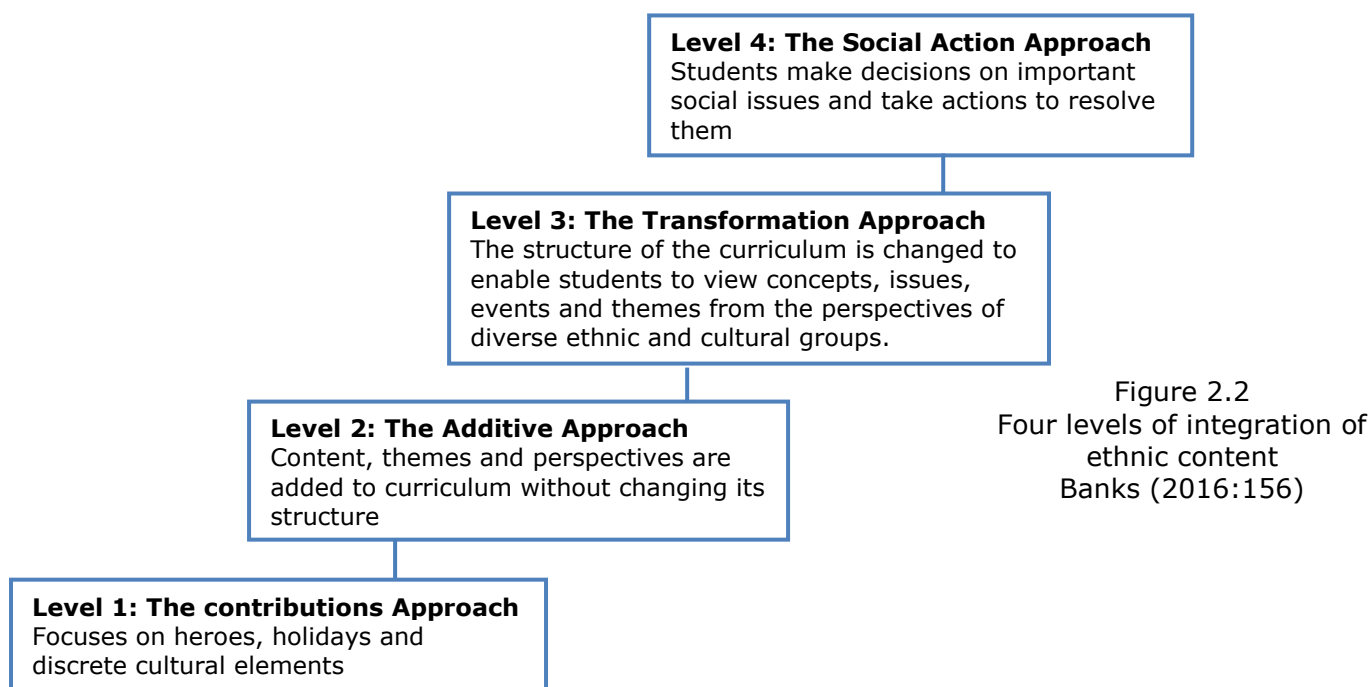 Level 4: The Social Action Approach
Students make decisions on important
social issues and take actions to resolve
them
Level 3: The Transformation Approach
The structure of the curriculum is changed to
enable students to view concepts, issues,
events and themes from the perspectives of
diverse ethnic and cultural groups.
Figure 2.2
Four levels of integration of
ethnic content
Banks (2016:156)
Level 2: The Additive Approach
Content, themes and perspectives are
added to curriculum without changing its
structure
Level 1: The contributions Approach
Focuses on heroes, holidays and
discrete cultural elements